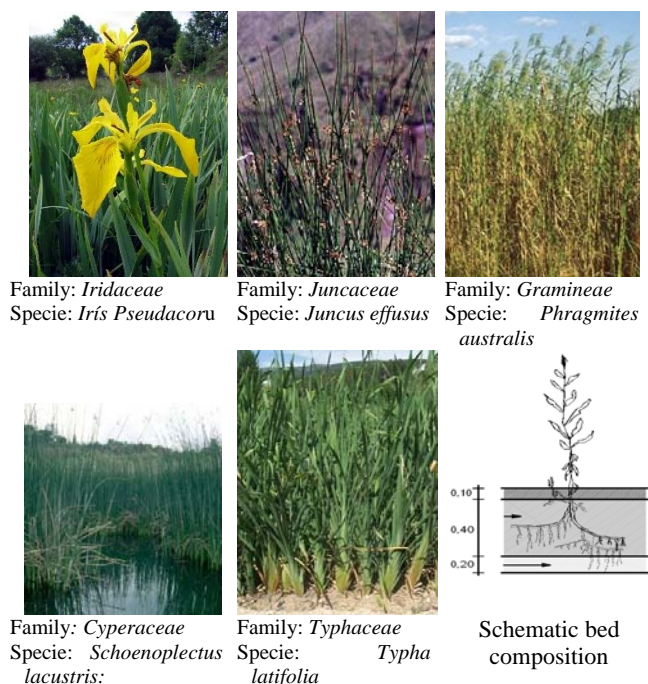 Family: Iridaceae
Specie: Irís Pseudacoru
Family: Juncaceae
Specie: Juncus effusus
Family: Gramineae
Specie: Phragmites
australis
0,10
0,40
0,20
Family: Cyperaceae
Specie: Schoenoplectus
lacustris:
Family: Typhaceae
Specie: Typha
latifolia
Schematic bed
composition